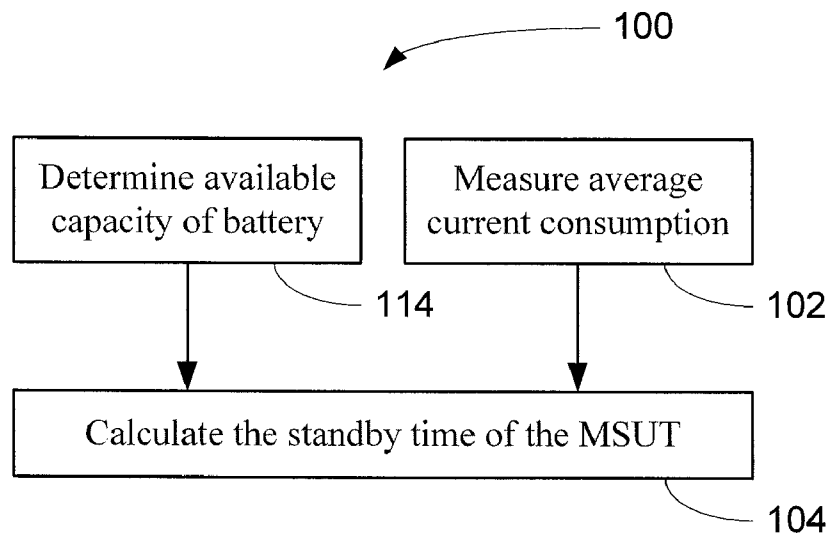 100
Determine available
capacity of battery
114
Measure average
current consumption
102
Calculate the standby time of the MSUT
104